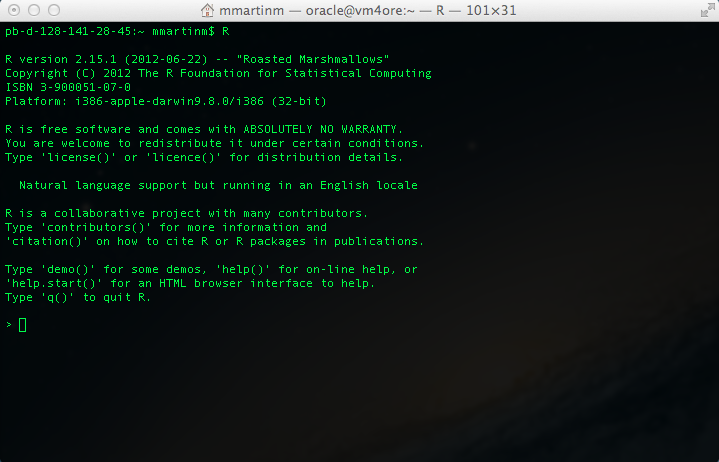 mmartinm — oracle@vm4ore:~ — R — 101×31
pb-d-128-141-28-45:~ mmartinm$ R
R version 2.15.1 (2012-06-22) -- "Roasted Marshmallows"
Copyright (C) 2012 The R Foundation for Statistical Computing
ISBN 3-900051-07-0
Platform: i386-apple-darwin9.8.0/i386 (32-bit)
R is free software and comes with ABSOLUTELY NO WARRANTY.
You are welcome to redistribute it under certain conditions.
Type 'license()' or 'licence()' for distribution details.
Natural language support but running in an English locale
R is a collaborative project with many contributors.
Type 'contributors()' for more information and
'citation()' on how to cite R or R packages in publications.
Type 'demo()' for some demos, 'help()' for on-line help, or
'help.start()' for an HTML browser interface to help.
Type 'q()' to quit R.
>